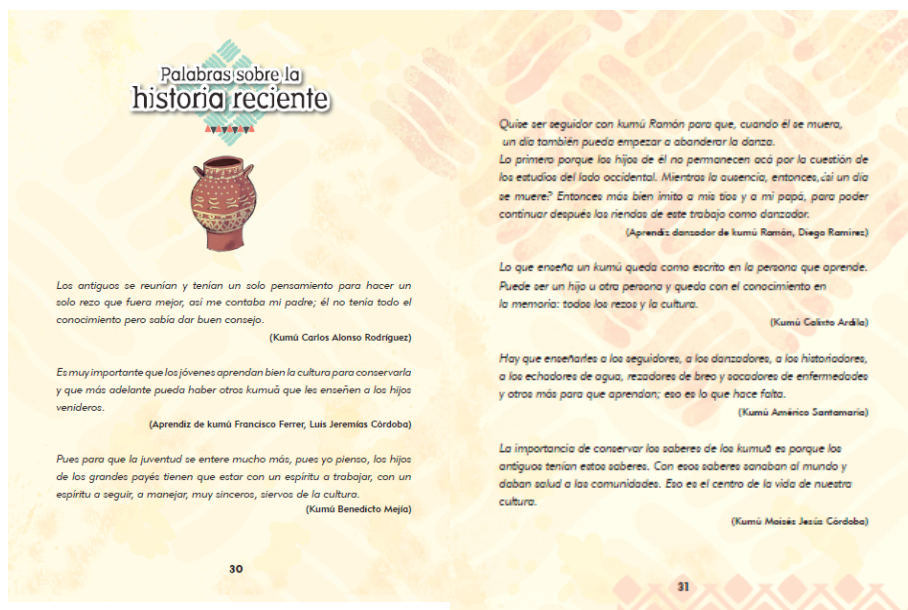 Palabras sobre la
historia reciente
Los antiguos se reunían y tenían un solo pensamiento para hacer un
solo rezo que fuera mejor, así me contaba mi padre; él no tenía todo el
conocimiento pero sabía dar buen consejo.
(Kumú Carlos Alonso Rodríguez)
Es muy importante que los jóvenes aprendan bien la cultura para conservarla
y que más adelante pueda haber otros kumuã que les enseñen a los hijos
venideros.
(Aprendiz de kumú Francisco Ferrer, Luis Jeremías Córdoba)
Pues para que la juventud se entere mucho más, pues yo pienso, los hijos
de los grandes payés tienen que estar con un espíritu a trabajar, con un
espíritu a seguir, a manejar, muy sinceros, siervos de la cultura.
(Kumú Benedicto Mejía)
30
Quise ser seguidor con kumú Ramón para que, cuando él se muera,
un día también pueda empezar a abanderar la danza.
Lo primero porque los hijos de él no permanecen acá por la cuestión de
los estudios del lado occidental. Mientras la ausencia, entonces,¿si un día
se muere? Entonces más bien imito a mis tíos y a mi papá, para poder
continuar después las riendas de este trabajo como danzador.
(Aprendiz danzador de kumú Ramón, Diego Ramírez)
Lo que enseña un kumú queda como escrito en la persona que aprende.
Puede ser un hijo u otra persona y queda con el conocimiento en
la memoria: todos los rezos y la cultura.
(Kumú Calixto Ardila)
Hay que enseñarles a los seguidores, a los danzadores, a los historiadores,
a los echadores de agua, rezadores de breo y sacadores de enfermedades
y otros más para que aprendan; eso es lo que hace falta.
(Kumú Américo Santamaría)
La importancia de conservar los saberes de los kumuã es porque los
antiguos tenían estos saberes. Con esos saberes sanaban al mundo y
daban salud a las comunidades. Eso es el centro de la vida de nuestra
cultura.
(Kumú Moisés Jesús Córdoba)
31